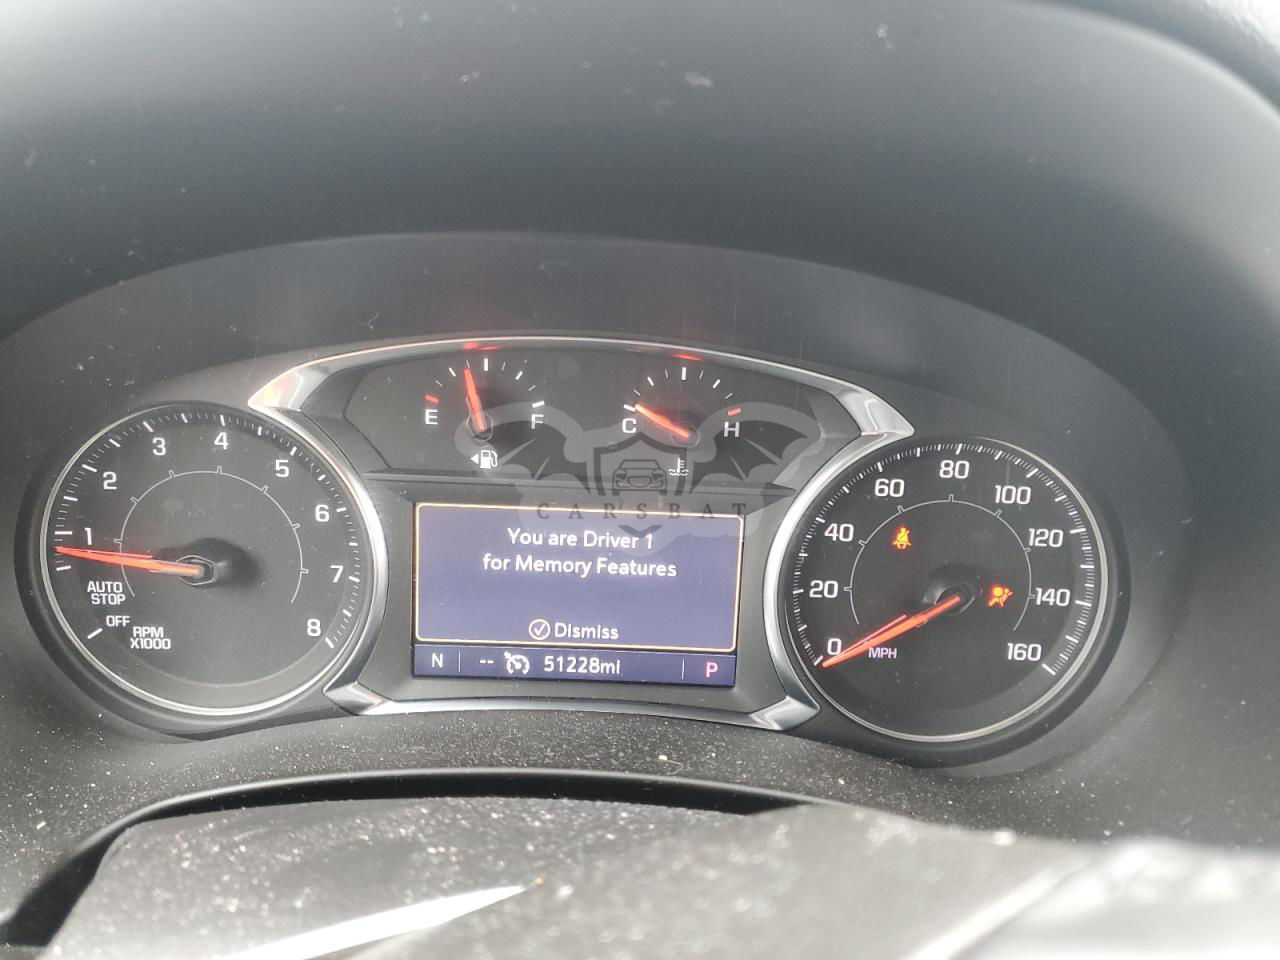 E
F
C
H
CARSBAT
1
2
3
4
5
6
7
8
AUTO
STOP
OFF
RPM
X1000
You are Driver 1
for Memory Features
Dismiss
N
--
51228mi
P
0
20
40
60
80
100
120
140
160
MPH